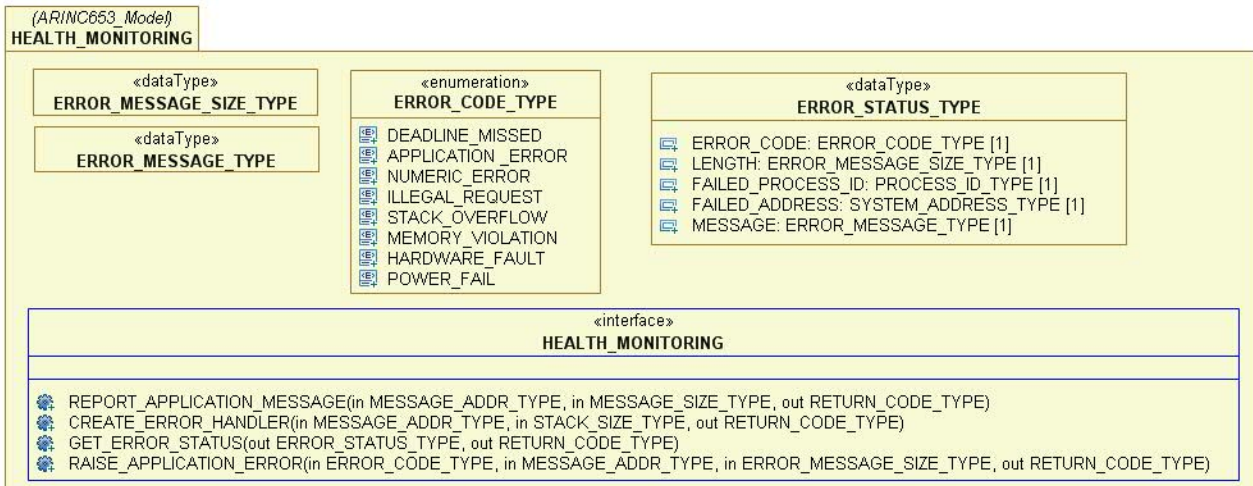 (ARINC653_Model)
HEALTH_MONITORING
«dataType»
ERROR_MESSAGE_SIZE_TYPE
«dataType»
ERROR_MESSAGE_TYPE
«enumeration»
ERROR_CODE_TYPE
DEADLINE_MISSED
APPLICATION _ERROR
NUMERIC_ERROR
ILLEGAL_REQUEST
STACK_OVERFLOW
MEMORY_VIOLATION
HARDWARE_FAULT
POWER_FAIL
«dataType»
ERROR_STATUS_TYPE
ERROR_CODE: ERROR_CODE_TYPE [1]
LENGTH: ERROR_MESSAGE_SIZE_TYPE [1]
FAILED_PROCESS_ID: PROCESS_ID_TYPE [1]
FAILED_ADDRESS: SYSTEM_ADDRESS_TYPE [1]
MESSAGE: ERROR_MESSAGE_TYPE [1]
«interface»
HEALTH_MONITORING
REPORT_APPLICATION_MESSAGE(in MESSAGE_ADDR_TYPE, in MESSAGE_SIZE_TYPE, out RETURN_CODE_TYPE)
CREATE_ERROR_HANDLER(in MESSAGE_ADDR_TYPE, in STACK_SIZE_TYPE, out RETURN_CODE_TYPE)
GET_ERROR_STATUS(out ERROR_STATUS_TYPE, out RETURN_CODE_TYPE)
RAISE_APPLICATION_ERROR(in ERROR_CODE_TYPE, in MESSAGE_ADDR_TYPE, in ERROR_MESSAGE_SIZE_TYPE, out RETURN_CODE_TYPE)